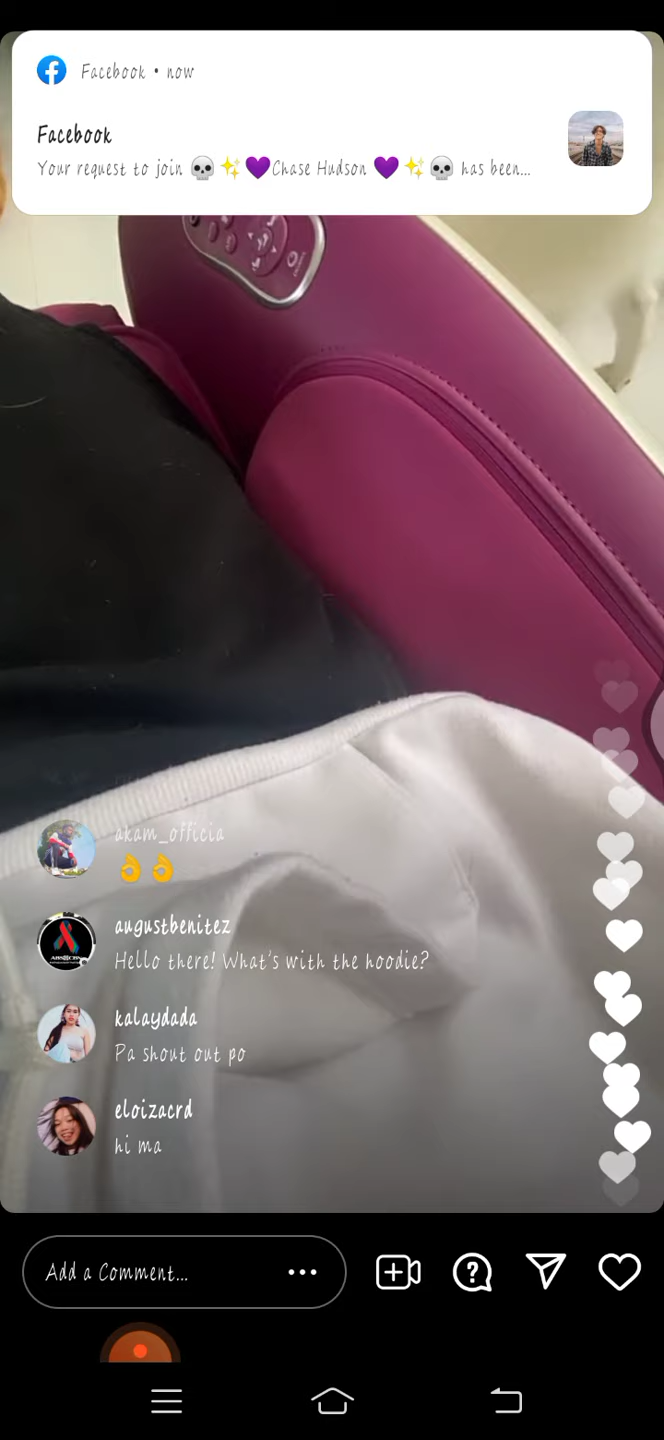 Facebook • now
Facebook
Your request to join 💀✨💜Chase Hudson 💜✨💀 has been...
akam_officia
👌👌
augustbenitez
Hello there! What's with the hoodie?
kalaydada
Pa shout out po
eloizacrd
hi ma
Add a Comment...